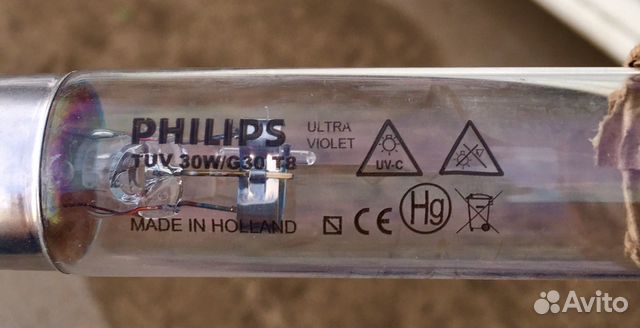 PHILIPS
TUV 30W/G30 T8
ULTRA
VIOLET
UV-C
MADE IN HOLLAND
CE
Hg
Avito